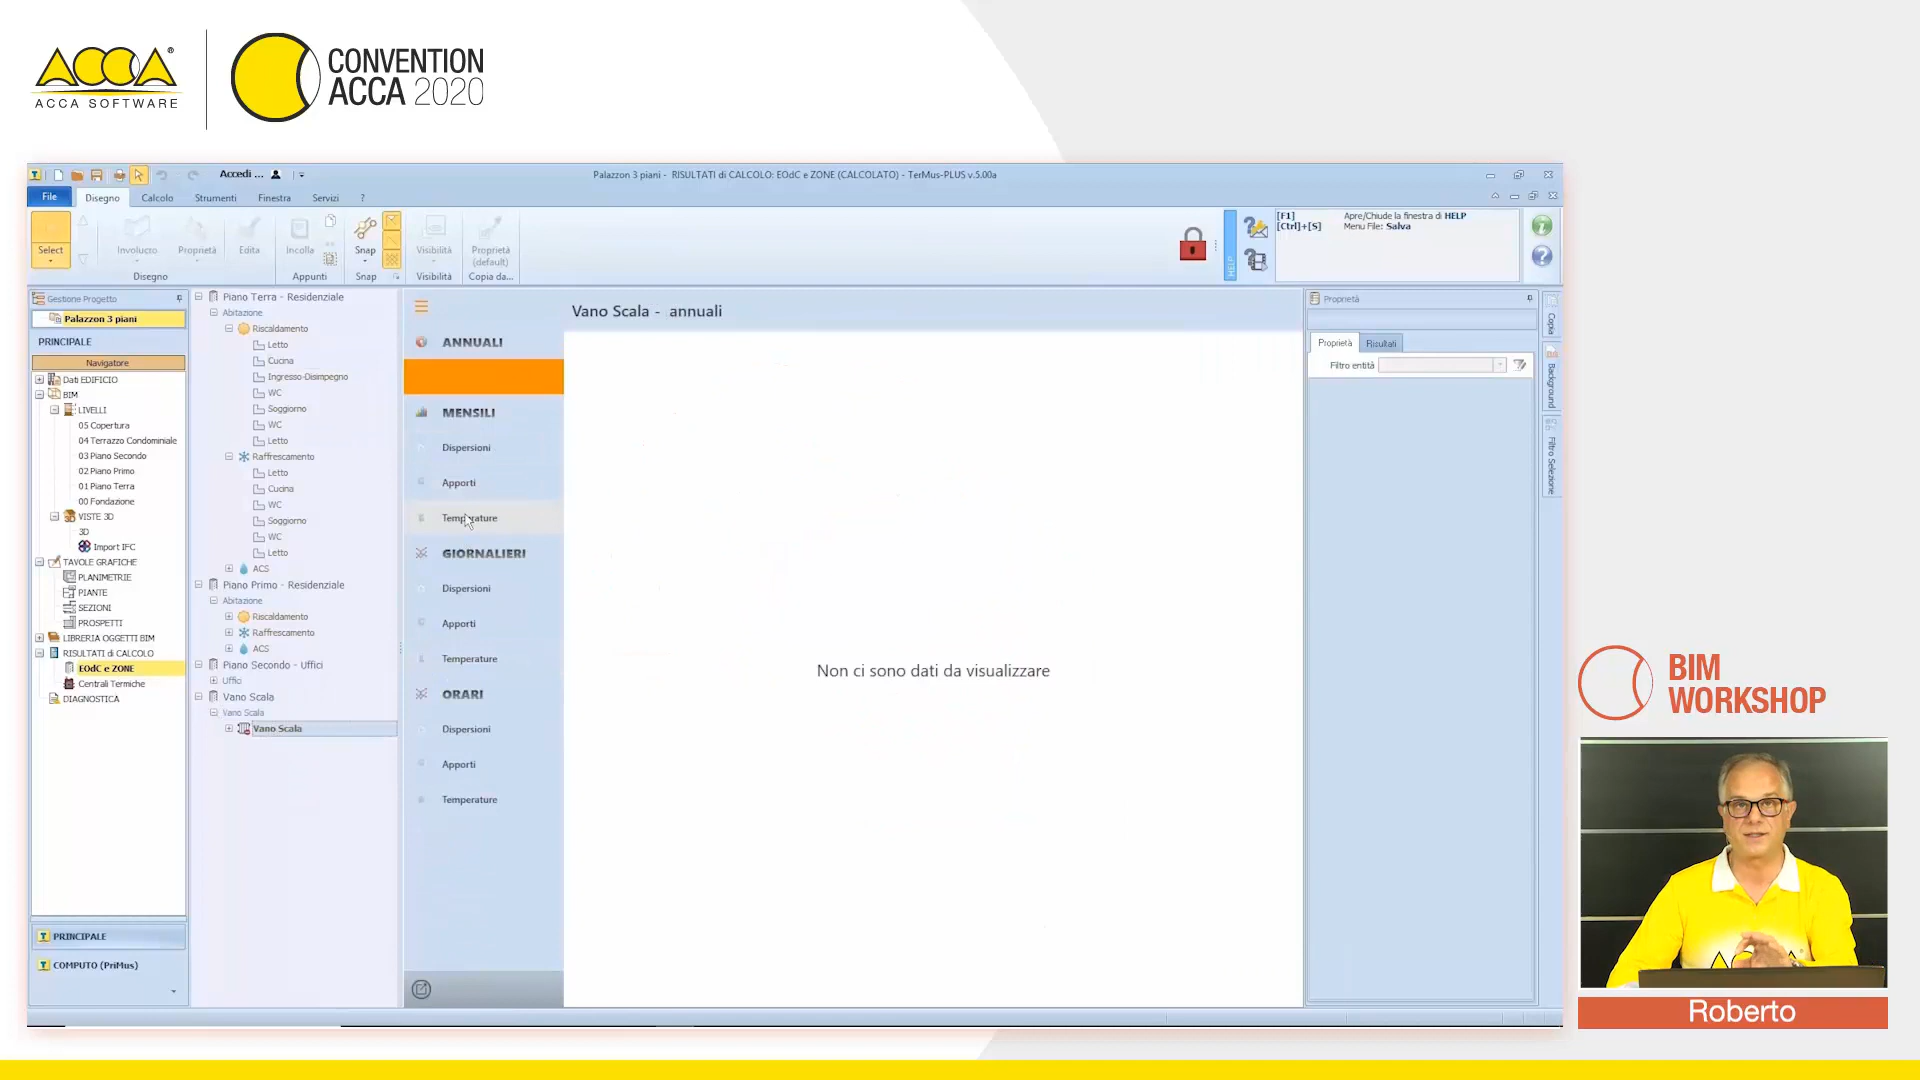 ACCA
®
ACCA SOFTWARE
CONVENTION
ACCA 2020
Accedi ...
Palazzon 3 piani - RISULTATI di CALCOLO: EOdC e ZONE (CALCOLATO) - TerMus-PLUS v.5.00a
File
Disegno
Calcolo
Strumenti
Finestra
Servizi
?
Select
Involucro
Proprietà
Edita
Incolla
Snap
Visibilità
Proprietà
(default)
Disegno
Appunti
Snap
Visibilità
Copia da...
HELP
[F1] Apre/Chiude la finestra di HELP
[Ctrl]+[S] Menu File: Salva
Gestione Progetto
Palazzon 3 piani
PRINCIPALE
Navigatore
Dati EDIFICIO
BIM
LIVELLI
05 Copertura
04 Terrazzo Condominiale
03 Piano Secondo
02 Piano Primo
01 Piano Terra
00 Fondazione
VISTE 3D
3D
Import IFC
TAVOLE GRAFICHE
PLANIMETRIE
PIANTE
SEZIONI
PROSPETTI
LIBRERIA OGGETTI BIM
RISULTATI di CALCOLO
EOdC e ZONE
Centrali Termiche
DIAGNOSTICA
PRINCIPALE
COMPUTO (PriMus)
Piano Terra - Residenziale
Abitazione
Riscaldamento
Letto
Cucina
Ingresso-Disimpegno
WC
Soggiorno
WC
Letto
Raffrescamento
Letto
Cucina
WC
Soggiorno
WC
Letto
ACS
Piano Primo - Residenziale
Abitazione
Riscaldamento
Raffrescamento
ACS
Piano Secondo - Uffici
Uffici
Vano Scala
Vano Scala
Vano Scala
ANNUALI
MENSILI
Dispersioni
Apporti
Temperature
GIORNALIERI
Dispersioni
Apporti
Temperature
ORARI
Dispersioni
Apporti
Temperature
Vano Scala - annuali
Non ci sono dati da visualizzare
Proprietà
Proprietà
Risultati
Filtro entità
Copia
Background
Filtro Selezione
BIM
WORKSHOP
Roberto